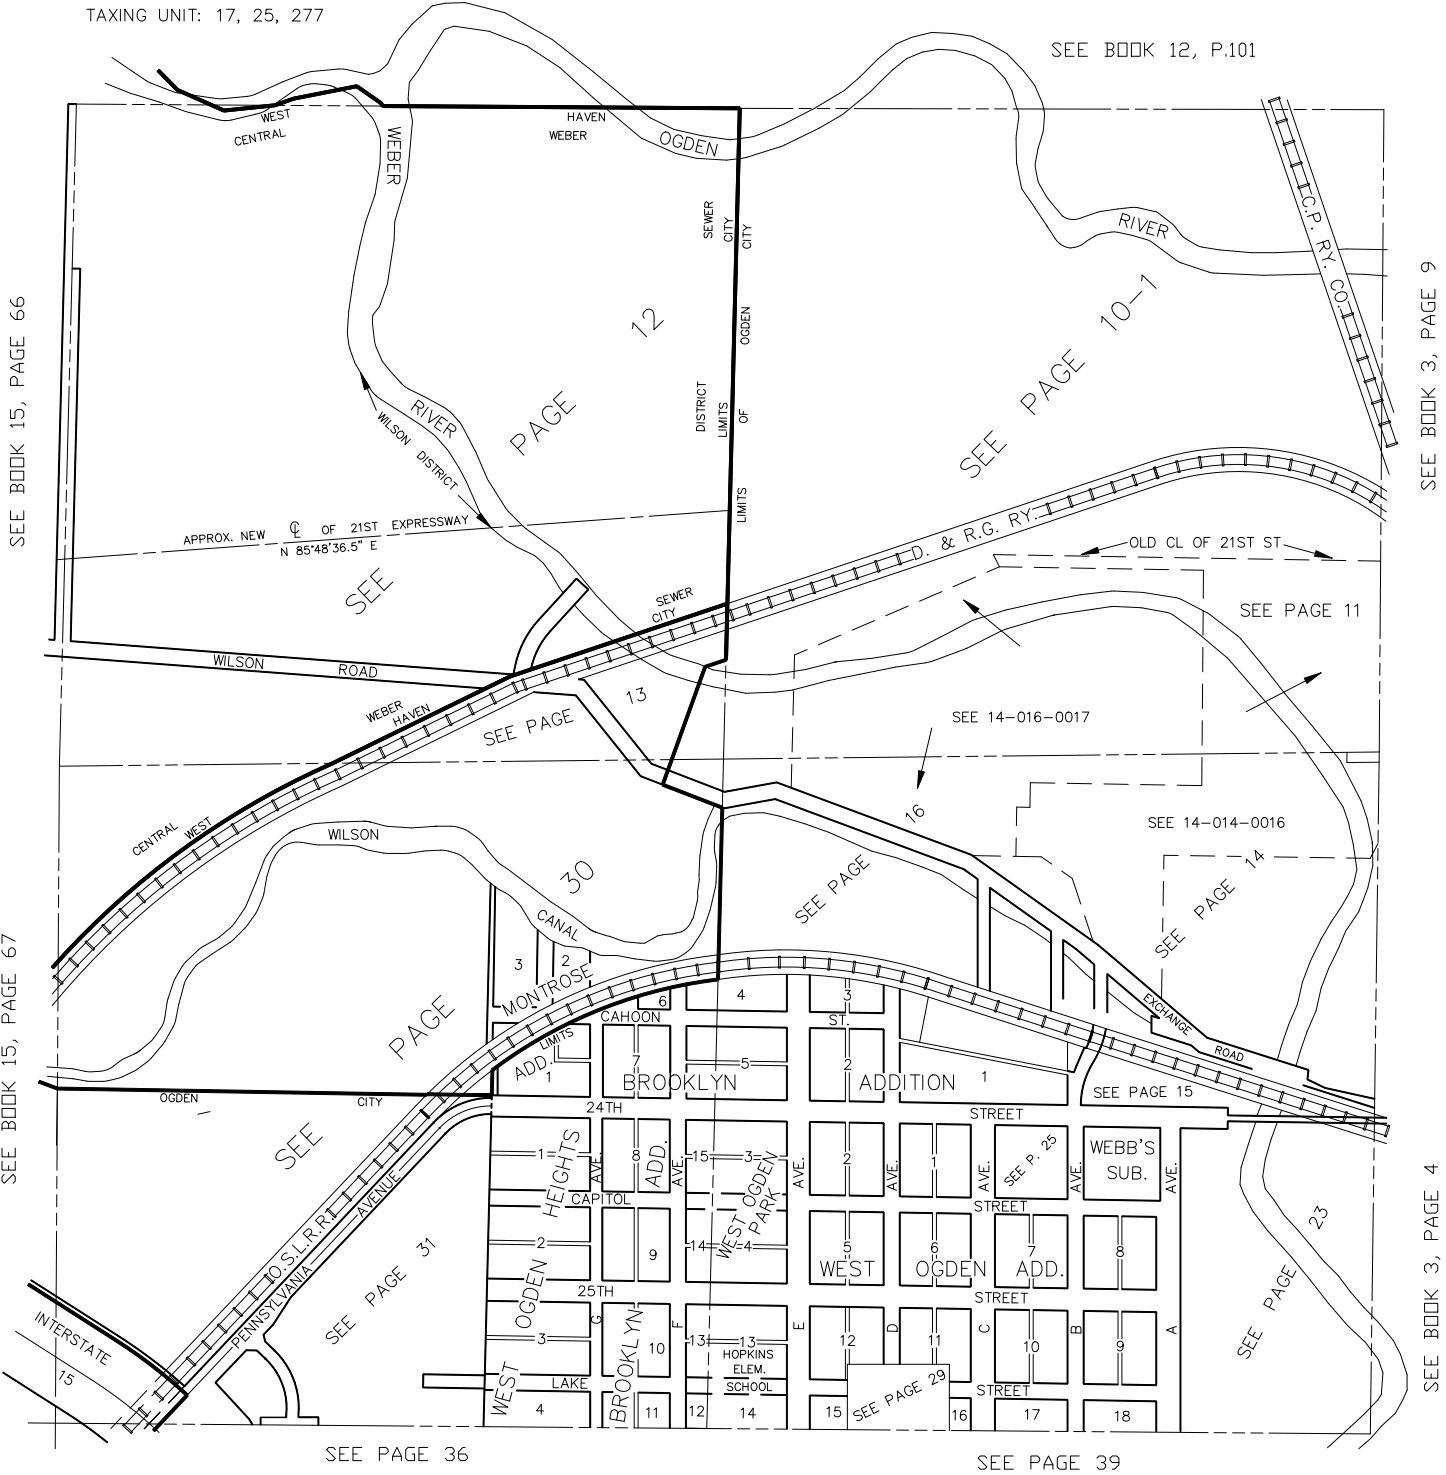 TAXING UNIT: 17, 25, 277
SEE BOOK 12, P.101
WEST
CENTRAL
HAVEN
WEBER
WEBER
OGDEN
RIVER
C.P. RY. CO.
SEE BOOK 3, PAGE 9
SEE BOOK 15, PAGE 66
SEWER
CITY
CITY
OGDEN
DISTRICT
LIMITS
OF
LIMITS
SEE PAGE 12
SEE PAGE 10-1
RIVER
WILSON DISTRICT
APPROX. NEW ℄ OF 21ST EXPRESSWAY
N 85°48'36.5" E
D. & R.G. RY.
OLD CL OF 21ST ST
SEE PAGE 11
SEWER
CITY
WILSON ROAD
WEBER
HAVEN
SEE PAGE 13
SEE 14-016-0017
CENTRAL
WEST
WILSON
CANAL
SEE PAGE 16
SEE 14-014-0016
SEE PAGE 14
SEE PAGE 30
SEE BOOK 15, PAGE 67
3
2
MONTROSE
ADD.
1
LIMITS
6
4
3
CAHOON ST.
7
5
2
1
BROOKLYN ADDITION
EXCHANGE ROAD
SEE PAGE 15
OGDEN CITY
24TH STREET
1
8
15
3
2
1
SEE P. 25
WEBB'S
SUB.
AVE.
AVE.
AVE.
AVE.
AVE.
AVE.
AVE.
CAPITOL STREET
2
9
14
4
5
6
7
8
WEST OGDEN
PARK
WEST OGDEN ADD.
25TH STREET
3
10
13
13
12
11
10
9
G
F
E
D
C
B
A
HOPKINS
ELEM.
SCHOOL
LAKE STREET
4
11
12
14
15
16
17
18
SEE PAGE 29
WEST OGDEN HEIGHTS
BROOKLYN ADD.
O.S.L.R.R.
PENNSYLVANIA AVENUE
SEE PAGE 31
INTERSTATE
15
SEE PAGE 23
SEE BOOK 3, PAGE 4
SEE PAGE 36
SEE PAGE 39